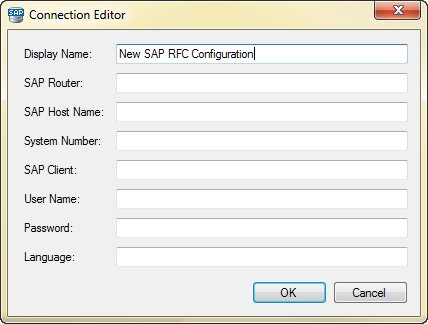 SAP Connection Editor
Display Name: New SAP RFC Configuration
SAP Router:
SAP Host Name:
System Number:
SAP Client:
User Name:
Password:
Language:
OK Cancel